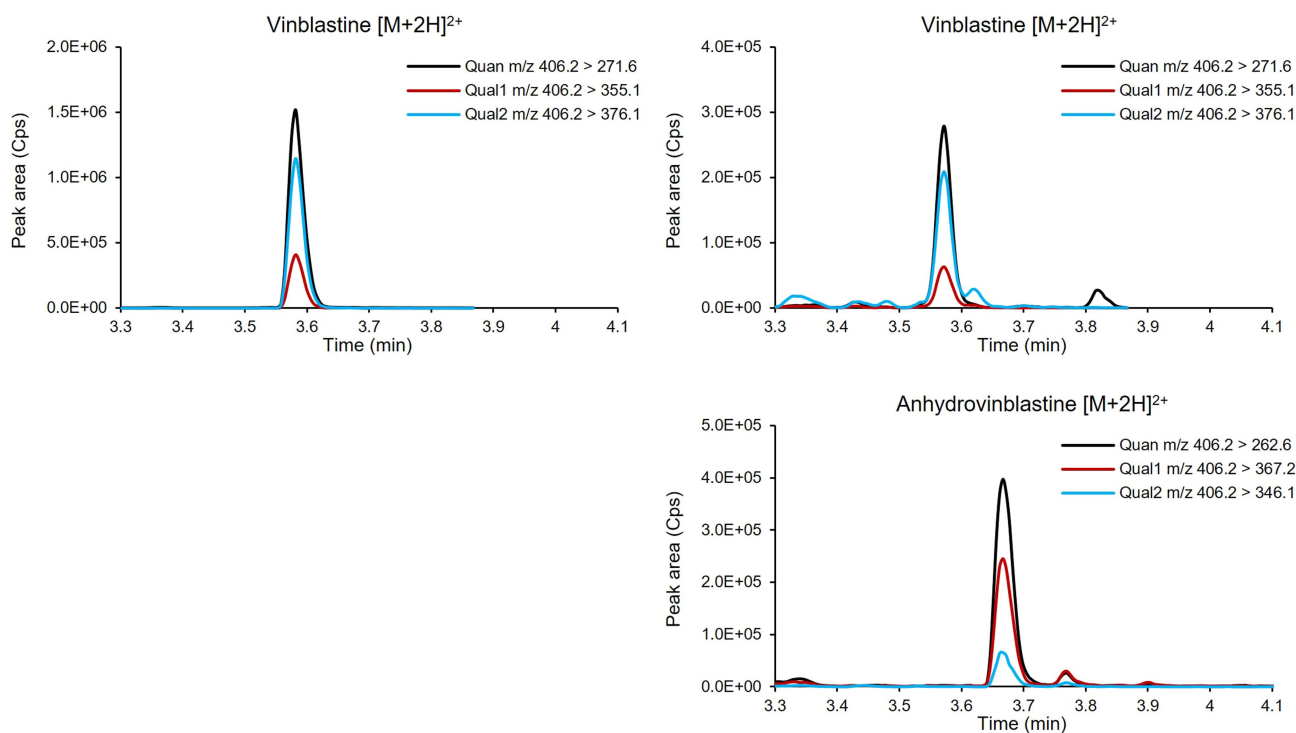 Vinblastine [M+2H]²⁺
2.0E+06
1.5E+06
1.0E+06
5.0E+05
0.0E+00
Peak area (Cps)
Quan m/z 406.2 > 271.6
Qual1 m/z 406.2 > 355.1
Qual2 m/z 406.2 > 376.1
3.3 3.4 3.5 3.6 3.7 3.8 3.9 4 4.1
Time (min)
Vinblastine [M+2H]²⁺
4.0E+05
3.0E+05
2.0E+05
1.0E+05
0.0E+00
Peak area (Cps)
Quan m/z 406.2 > 271.6
Qual1 m/z 406.2 > 355.1
Qual2 m/z 406.2 > 376.1
3.3 3.4 3.5 3.6 3.7 3.8 3.9 4 4.1
Time (min)
Anhydrovinblastine [M+2H]²⁺
5.0E+05
4.0E+05
3.0E+05
2.0E+05
1.0E+05
0.0E+00
Peak area (Cps)
Quan m/z 406.2 > 262.6
Qual1 m/z 406.2 > 367.2
Qual2 m/z 406.2 > 346.1
3.3 3.4 3.5 3.6 3.7 3.8 3.9 4 4.1
Time (min)